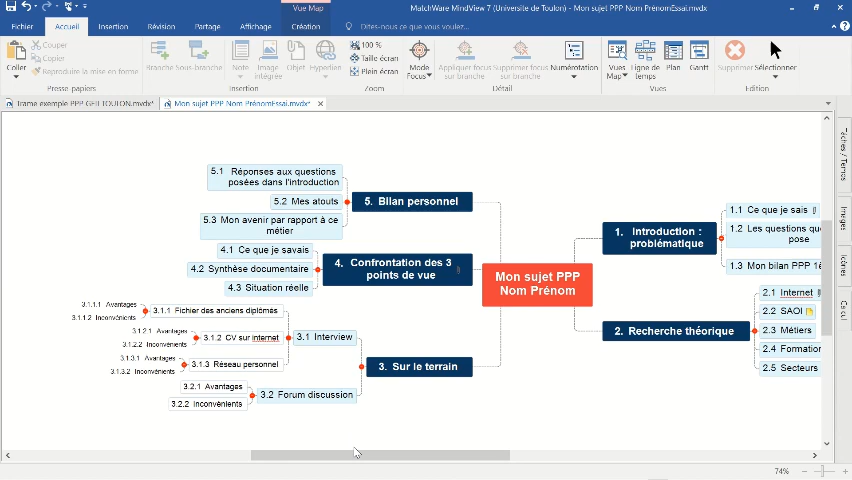 Vue Map
MatchWare MindView 7 (Universite de Toulon) - Mon sujet PPP Nom PrénomEssai.mvdx
Fichier
Accueil
Insertion
Révision
Partage
Affichage
Création
Dites-nous ce que vous voulez...
Coller
Couper
Copier
Reproduire la mise en forme
Presse-papiers
Branche
Sous-branche
Note
Image intégrée
Objet
Hyperlien
Insertion
100 %
Taille écran
Plein écran
Zoom
Mode Focus
Appliquer focus sur branche
Supprimer focus sur branche
Numérotation
Détail
Vues Map
Ligne de temps
Plan
Gantt
Vues
Supprimer
Sélectionner
Edition
Trame exemple PPP GEII TOULON.mvdx*
Mon sujet PPP Nom PrénomEssai.mvdx*
Tâches / Temps
Images
Icônes
Calcul
5.1 Réponses aux questions
posées dans l'introduction
5.2 Mes atouts
5.3 Mon avenir par rapport à ce
métier
5. Bilan personnel
4.1 Ce que je savais
4.2 Synthèse documentaire
4.3 Situation réelle
4. Confrontation des 3
points de vue
3.1.1.1 Avantages
3.1.1.2 Inconvénients
3.1.1 Fichier des anciens diplômés
3.1.2.1 Avantages
3.1.2.2 Inconvénients
3.1.2 CV sur internet
3.1.3.1 Avantages
3.1.3.2 Inconvénients
3.1.3 Réseau personnel
3.1 Interview
3.2.1 Avantages
3.2.2 Inconvénients
3.2 Forum discussion
3. Sur le terrain
Mon sujet PPP
Nom Prénom
1. Introduction :
problématique
1.1 Ce que je sais
1.2 Les questions que
pose
1.3 Mon bilan PPP 1è
2. Recherche théorique
2.1 Internet
2.2 SAOI
2.3 Métiers
2.4 Formation
2.5 Secteurs
74%